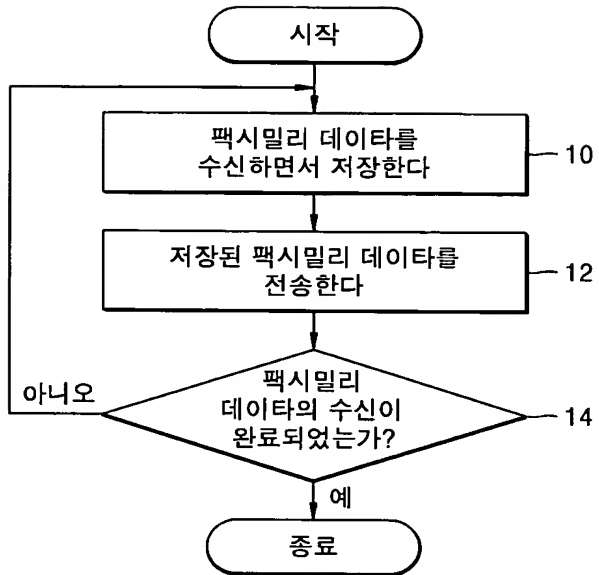 시작
팩시밀리 데이타를
수신하면서 저장한다
10
저장된 팩시밀리 데이타를
전송한다
12
팩시밀리
데이타의 수신이
완료되었는가?
14
아니오
예
종료